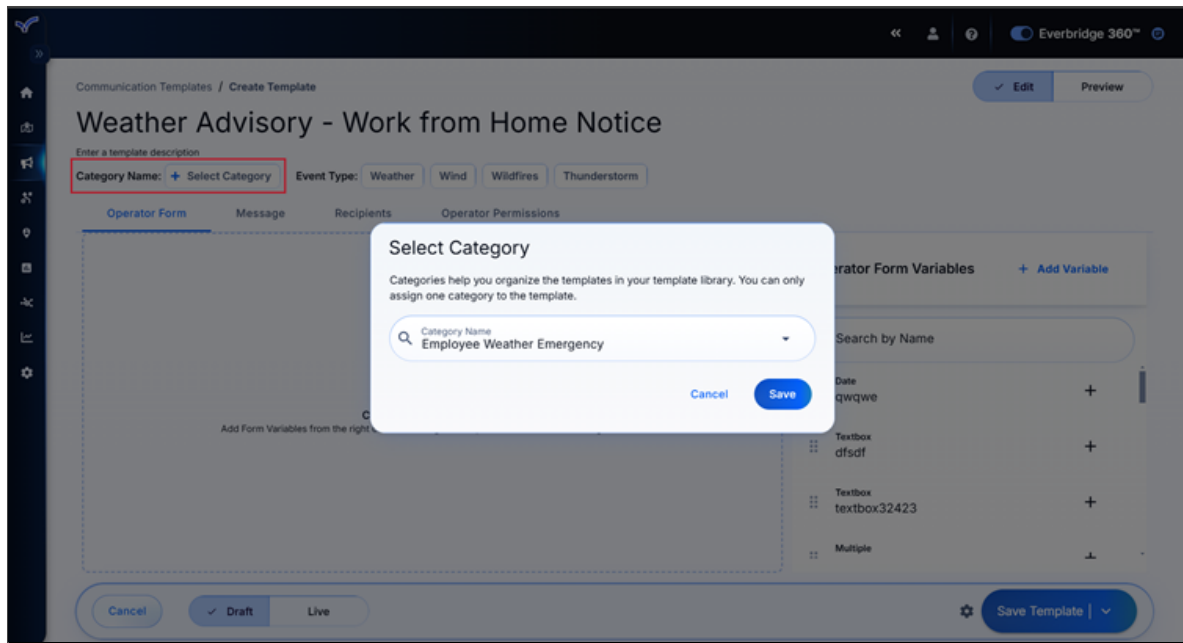 Everbridge 360™
Communication Templates / Create Template
Edit
Preview
Weather Advisory - Work from Home Notice
Enter a template description
Category Name: + Select Category
Event Type: Weather Wind Wildfires Thunderstorm
Operator Form
Message
Recipients
Operator Permissions
Select Category
Categories help you organize the templates in your template library. You can only
assign one category to the template.
Category Name
Employee Weather Emergency
Cancel
Save
C
Add Form Variables from the right
Form Variables
+ Add Variable
Search by Name
Date
qwqwe
Textbox
dfsdf
Textbox
textbox32423
Multiple
Cancel
Draft
Live
Save Template